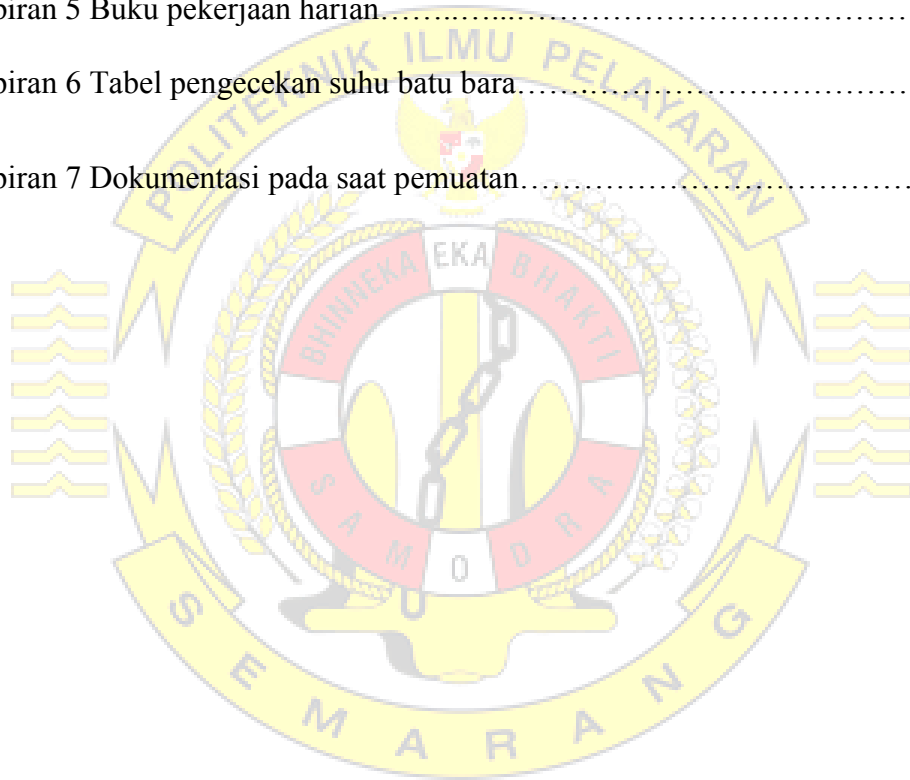 piran 5 Buku pekerjaan harian……..…...…………………….………….…………
piran 6 Tabel pengecekan suhu batu bara…………………………………
piran 7 Dokumentasi pada saat pemuatan…………………………………
POLITEKNIK ILMU PELAYARAN
BHINNEKA EKA BHAKTI
SAMODRA
SEMARANG